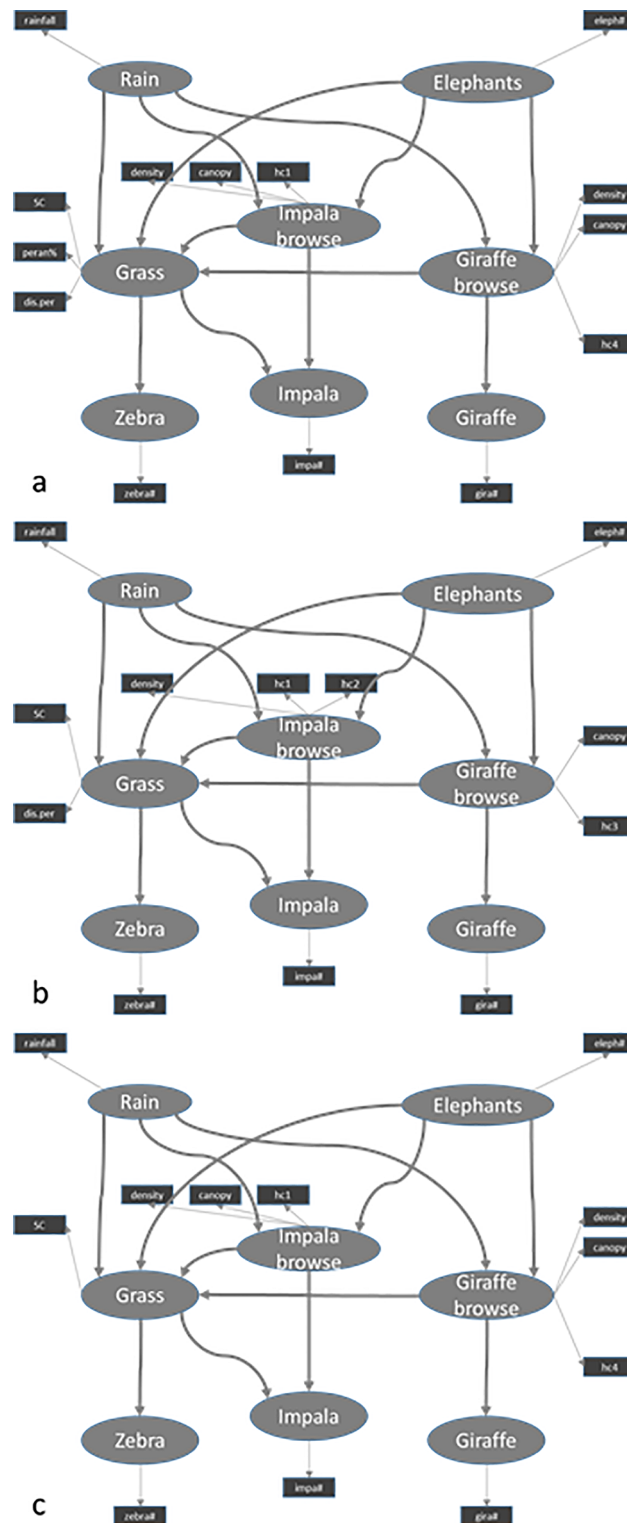 rainfall
eleph#
Rain
Elephants
density
canopy
hc1
density
SC
Impala
browse
canopy
peran%
Grass
Giraffe
browse
dis.per
hc4
Zebra
Impala
Giraffe
impa#
a
zebra#
gira#
rainfall
eleph#
Rain
Elephants
density
hc1
hc2
SC
Impala
browse
canopy
Grass
Giraffe
browse
dis.per
hc3
Zebra
Impala
Giraffe
impa#
b
zebra#
gira#
rainfall
eleph#
Rain
Elephants
density
canopy
hc1
density
SC
Impala
browse
canopy
Grass
Giraffe
browse
hc4
Zebra
Impala
Giraffe
impa#
c
zebra#
gira#